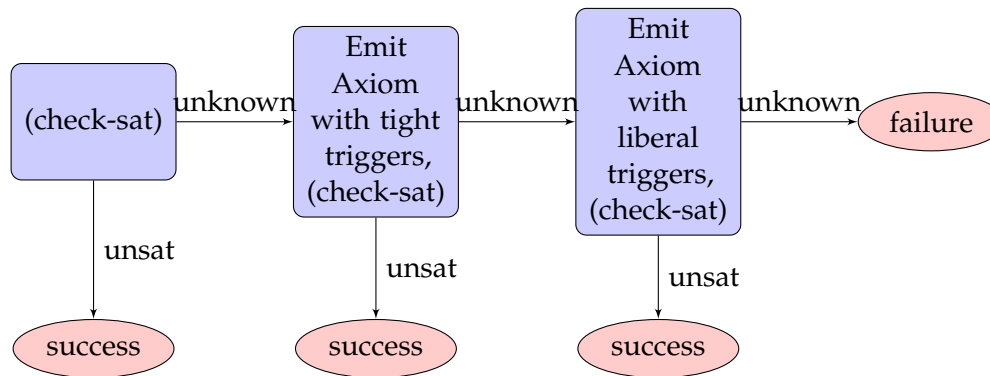 (check-sat)
unknown
Emit
Axiom
with tight
triggers,
(check-sat)
unknown
Emit
Axiom
with
liberal
triggers,
(check-sat)
unknown
failure
unsat
unsat
unsat
success
success
success